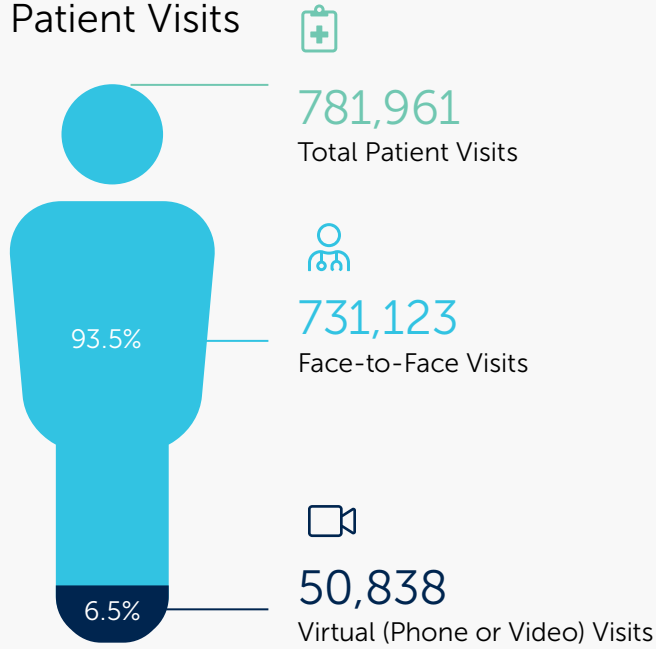 Patient Visits
781,961
Total Patient Visits
93.5%
731,123
Face-to-Face Visits
50,838
6.5%
Virtual (Phone or Video) Visits